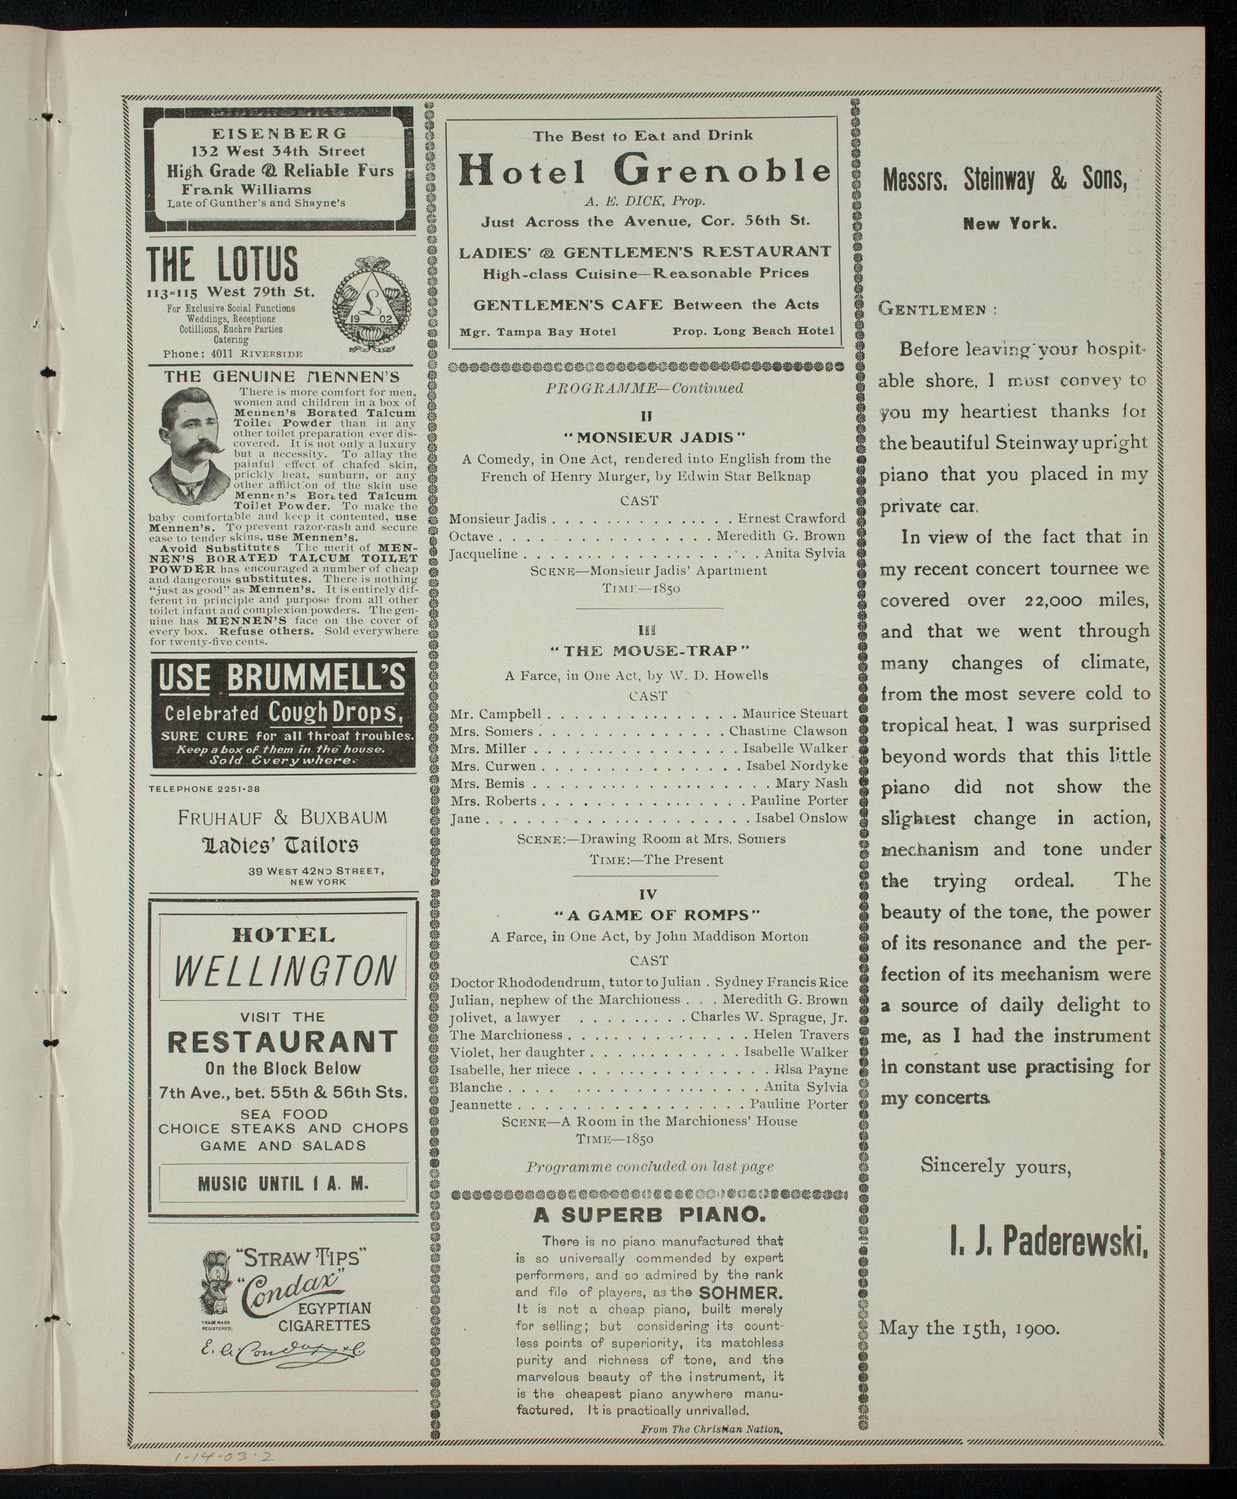 EISENBERG
132 West 34th Street
High Grade & Reliable Furs
Frank Williams
Late of Gunther's and Shayne's
THE LOTUS
113-115 West 79th St.
For Exclusive Social Functions
Weddings, Receptions
Cotillions, Euchre Parties
Catering
Phone: 4011 RIVERSIDE
L
19 02
THE GENUINE MENNEN'S
There is more comfort for men,
women and children in a box of
Mennen's Borated Talcum
Toilet Powder than in any
other toilet preparation ever dis-
covered. It is not only a luxury
but a necessity. To allay the
painful effect of chafed skin,
prickly heat, sunburn, or any
other affliction of the skin use
Mennen's Borated Talcum
Toilet Powder. To make the
baby comfortable and keep it contented, use
Mennen's. To prevent razor-rash and secure
ease to tender skins, use Mennen's.
Avoid Substitutes The merit of MEN-
NEN'S BORATED TALCUM TOILET
POWDER has encouraged a number of cheap
and dangerous substitutes. There is nothing
"just as good" as Mennen's. It is entirely dif-
ferent in principle and purpose from all other
toilet infant and complexion powders. The gen-
uine has MENNEN'S face on the cover of
every box. Refuse others. Sold everywhere
for twenty-five cents.
USE BRUMMELL'S
Celebrated Cough Drops,
SURE CURE for all throat troubles.
Keep a box of them in the house.
Sold Everywhere.
TELEPHONE 2251-38
FRUHAUF & BUXBAUM
Ladies' Tailors
39 WEST 42ND STREET,
NEW YORK
HOTEL
WELLINGTON
VISIT THE
RESTAURANT
On the Block Below
7th Ave., bet. 55th & 56th Sts.
SEA FOOD
CHOICE STEAKS AND CHOPS
GAME AND SALADS
MUSIC UNTIL 1 A. M.
"STRAW TIPS"
"Condax"
EGYPTIAN
CIGARETTES
TRADE MARK
REGISTERED.
E. A. Condax & Co
1-14-03-2
The Best to Eat and Drink
Hotel Grenoble
A. E. DICK, Prop.
Just Across the Avenue, Cor. 56th St.
LADIES' & GENTLEMEN'S RESTAURANT
High-class Cuisine—Reasonable Prices
GENTLEMEN'S CAFE Between the Acts
Mgr. Tampa Bay Hotel Prop. Long Beach Hotel
PROGRAMME—Continued
II
"MONSIEUR JADIS"
A Comedy, in One Act, rendered into English from the
French of Henry Murger, by Edwin Star Belknap
CAST
Monsieur Jadis . . . . . . . . . . . . . . . Ernest Crawford
Octave . . . . . . . . . . . . . . . . . Meredith G. Brown
Jacqueline . . . . . . . . . . . . . . . . . . Anita Sylvia
SCENE—Monsieur Jadis' Apartment
TIME—1850
III
"THE MOUSE-TRAP"
A Farce, in One Act, by W. D. Howells
CAST
Mr. Campbell . . . . . . . . . . . . . . . Maurice Steuart
Mrs. Somers . . . . . . . . . . . . . . Chastine Clawson
Mrs. Miller . . . . . . . . . . . . . . . Isabelle Walker
Mrs. Curwen . . . . . . . . . . . . . . . Isabel Nordyke
Mrs. Bemis . . . . . . . . . . . . . . . . . . Mary Nash
Mrs. Roberts . . . . . . . . . . . . . . . Pauline Porter
Jane . . . . . . . . . . . . . . . . . . . . Isabel Onslow
SCENE:—Drawing Room at Mrs. Somers
TIME:—The Present
IV
"A GAME OF ROMPS"
A Farce, in One Act, by John Maddison Morton
CAST
Doctor Rhododendrum, tutor to Julian . Sydney Francis Rice
Julian, nephew of the Marchioness . . . Meredith G. Brown
Jolivet, a lawyer . . . . . . . . . Charles W. Sprague, Jr.
The Marchioness . . . . . . . . . . . . . . . Helen Travers
Violet, her daughter . . . . . . . . . . . . Isabelle Walker
Isabelle, her niece . . . . . . . . . . . . . . . Elsa Payne
Blanche . . . . . . . . . . . . . . . . . . . Anita Sylvia
Jeannette . . . . . . . . . . . . . . . . . Pauline Porter
SCENE—A Room in the Marchioness' House
TIME—1850
Programme concluded on last page
A SUPERB PIANO.
There is no piano manufactured that
is so universally commended by expert
performers, and so admired by the rank
and file of players, as the SOHMER.
It is not a cheap piano, built merely
for selling; but considering its count-
less points of superiority, its matchless
purity and richness of tone, and the
marvelous beauty of the instrument, it
is the cheapest piano anywhere manu-
factured. It is practically unrivalled.
From The Christian Nation.
Messrs. Steinway & Sons,
New York.
GENTLEMEN:
Before leaving your hospit-
able shore, I must convey to
you my heartiest thanks for
the beautiful Steinway upright
piano that you placed in my
private car.
In view of the fact that in
my recent concert tournee we
covered over 22,000 miles,
and that we went through
many changes of climate,
from the most severe cold to
tropical heat, I was surprised
beyond words that this little
piano did not show the
slightest change in action,
mechanism and tone under
the trying ordeal. The
beauty of the tone, the power
of its resonance and the per-
fection of its mechanism were
a source of daily delight to
me, as I had the instrument
in constant use practising for
my concerts
Sincerely yours,
I. J. Paderewski,
May the 15th, 1900.